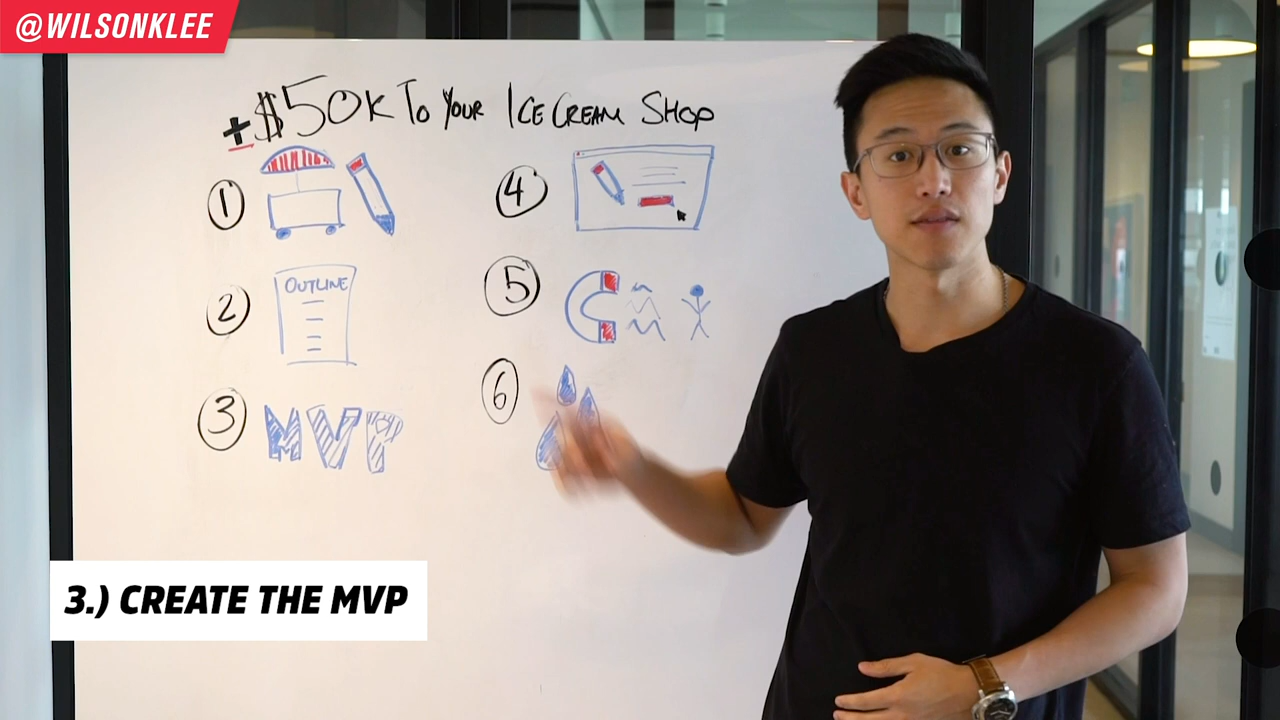 @WILSONKLEE
+$50K TO YOUR ICE CREAM SHOP
1
2
OUTLINE
3
MVP
4
5
6
3.) CREATE THE MVP